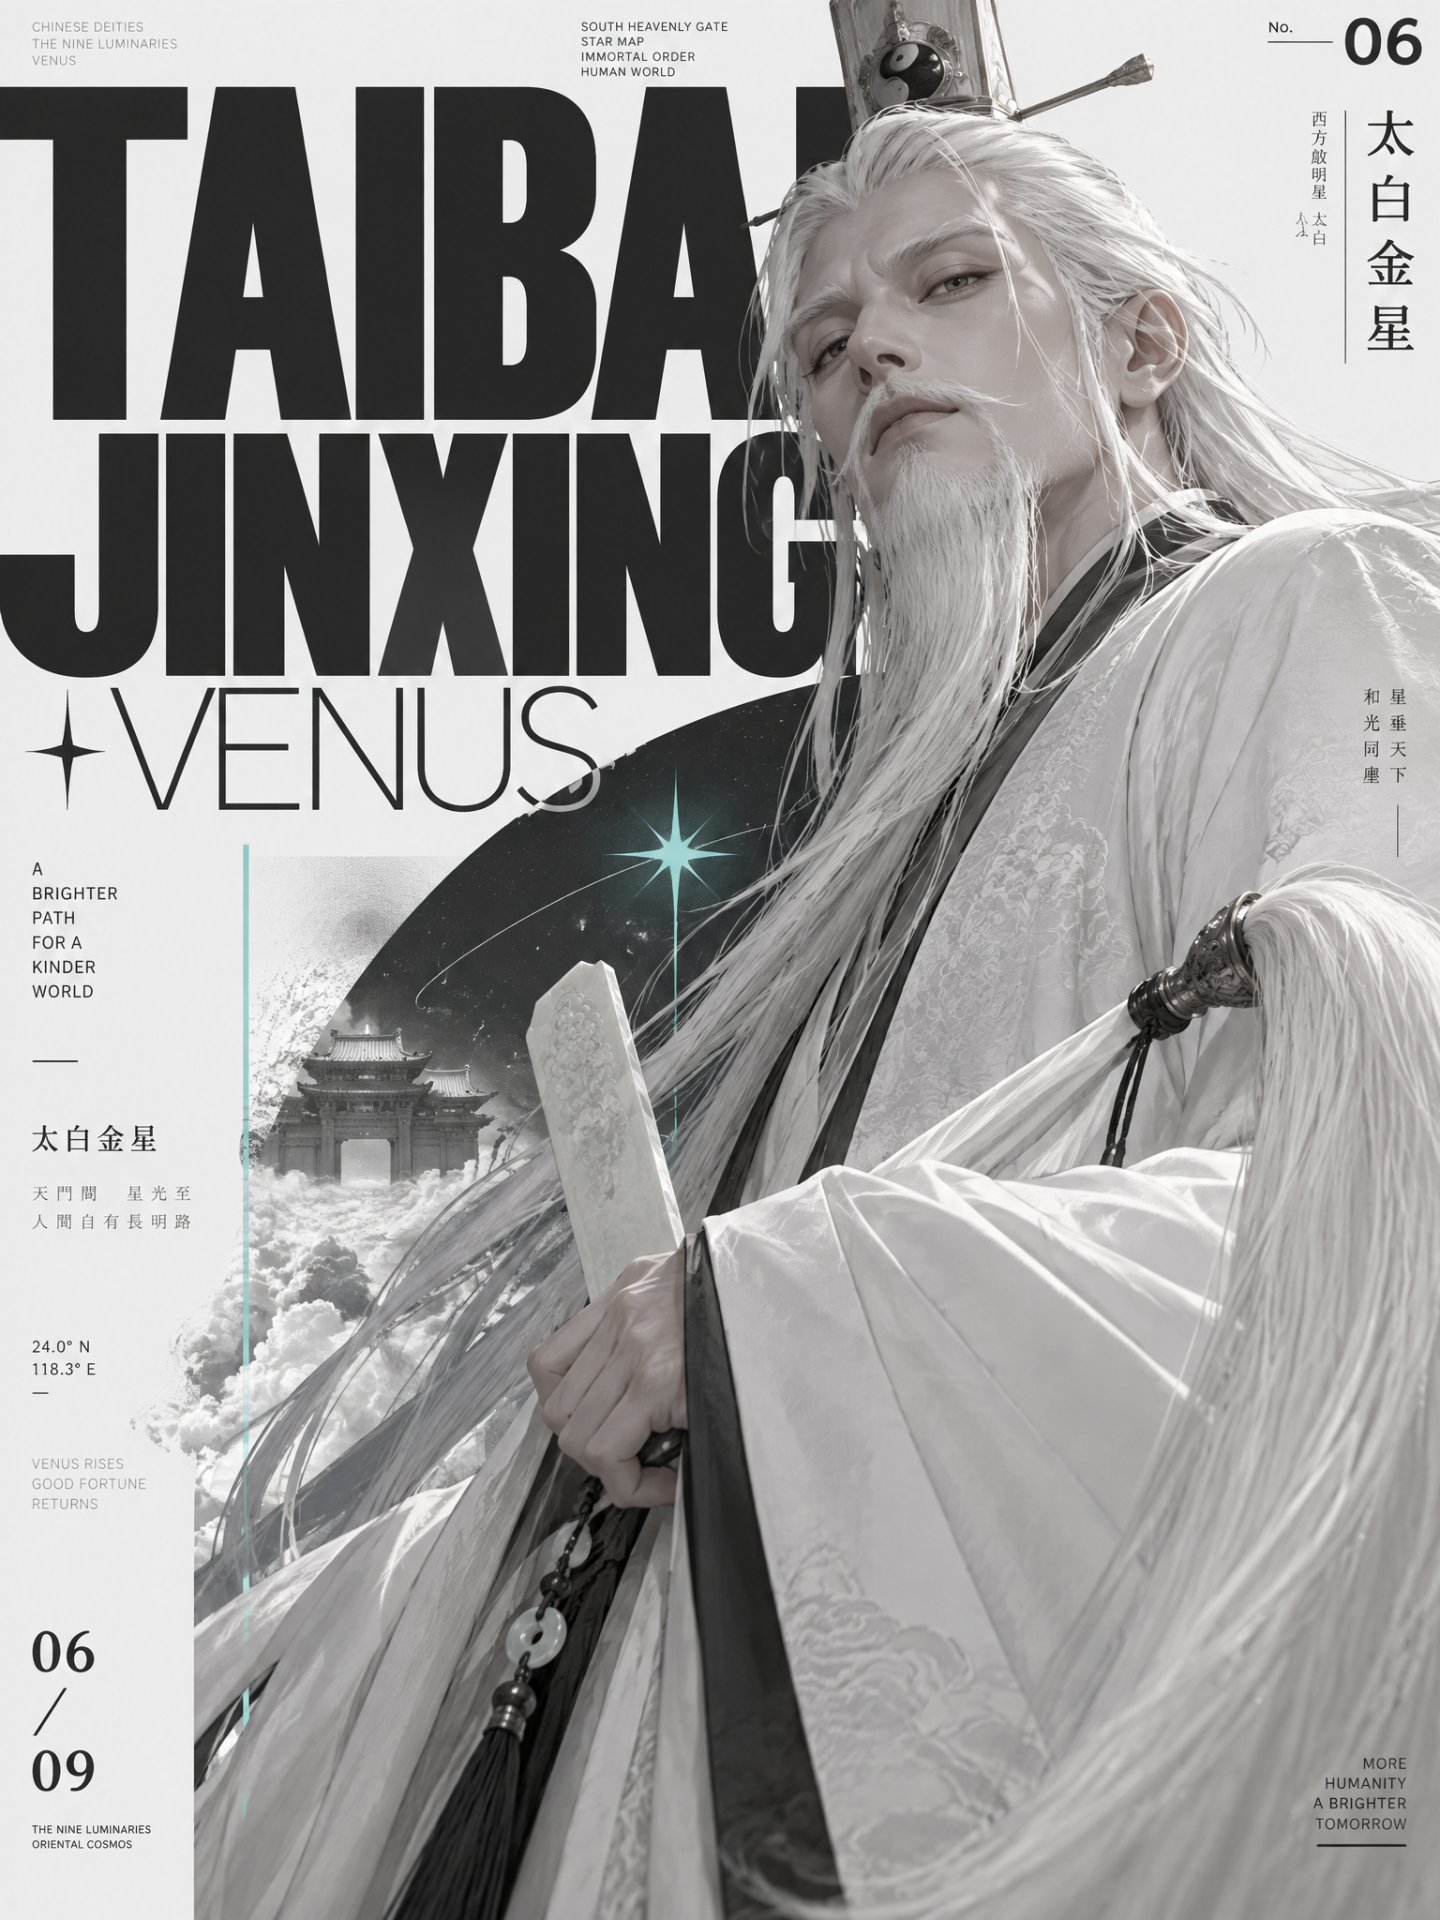 CHINESE DEITIES
THE NINE LUMINARIES
VENUS
SOUTH HEAVENLY GATE
STAR MAP
IMMORTAL ORDER
HUMAN WORLD
No. 06
太白金星
西方啟明星 太白
TAIBAI
JINXING
VENUS
星垂天下
和光同塵
A
BRIGHTER
PATH
FOR A
KINDER
WORLD
太白金星
天門開 星光至
人間自有長明路
24.0° N
118.3° E
VENUS RISES
GOOD FORTUNE
RETURNS
06
/
09
THE NINE LUMINARIES
ORIENTAL COSMOS
MORE
HUMANITY
A BRIGHTER
TOMORROW